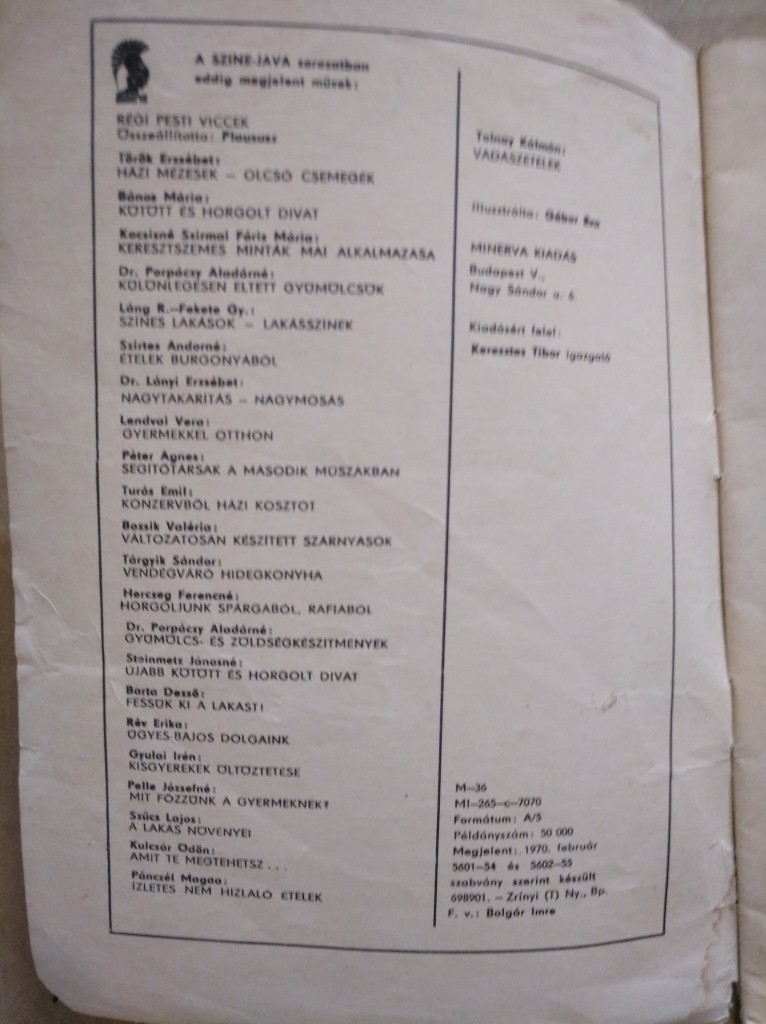 A SZINE-JAVA sorozatban
eddig megjelent művek:
RÉGI PESTI VICCEK
Összeállította: Plaususs
Török Erzsébet:
HÁZI MÉZESEK – OLCSÓ CSEMEGÉK
Bános Mária:
KÖTÖTT ÉS HORGOLT DIVAT
Kocsisné Szirmai Fóris Mária:
KERESZTSZEMES MINTÁK MAI ALKALMAZÁSA
Dr. Porpáczy Aladárné:
KÜLÖNLEGESEN ELTETT GYÜMÖLCSÖK
Láng R.–Fekete Gy.:
SZÍNES LAKÁSOK – LAKÁSSZÍNEK
Szirtes Andorné:
ÉTELEK BURGONYÁBÓL
Dr. Lányi Erzsébet:
NAGYTAKARÍTÁS – NAGYMOSÁS
Lendvai Vera:
GYERMEKKEL OTTHON
Péter Ágnes:
SEGÍTŐTÁRSAK A MÁSODIK MŰSZAKBAN
Turós Emil:
KONZERVBŐL HÁZI KOSZTOT
Bossik Valéria:
VÁLTOZATOSAN KÉSZÍTETT SZÁRNYASOK
Tárgyik Sándor:
VENDÉGVÁRÓ HIDEGKONYHA
Herczeg Ferencné:
HORGOLJUNK SPÁRGÁBÓL, RAFIÁBÓL
Dr. Porpáczy Aladárné:
GYÜMÖLCS- ÉS ZÖLDSÉGKÉSZÍTMÉNYEK
Steinmetz Jánosné:
ÚJABB KÖTÖTT ÉS HORGOLT DIVAT
Barta Dezső:
FESSÜK KI A LAKÁST!
Rév Erika:
ÜGYES-BAJOS DOLGAINK
Gyulai Irén:
KISGYEREKEK ÖLTÖZTETÉSE
Pelle Józsefné:
MIT FŐZZÜNK A GYERMEKNEK?
Szűcs Lajos:
A LAKÁS NÖVÉNYEI
Kulcsár Ödön:
AMIT TE MEGTEHETSZ...
Pánczél Magda:
ÍZLETES NEM HIZLALÓ ÉTELEK
Tolnay Kálmán:
VADÁSZÉTELEK
Illusztrálta: Gábor Éva
MINERVA KIADÁS
Budapest V.,
Nagy Sándor u. 6.
Kiadásért felel:
Keresztes Tibor igazgató
M–36
MI–265–c–7070
Formátum: A/5
Példányszám: 50 000
Megjelent: 1970. február
5601–54 és 5602–55
szabvány szerint készült
698901. – Zrínyi (T) Ny., Bp.
F. v.: Bolgár Imre